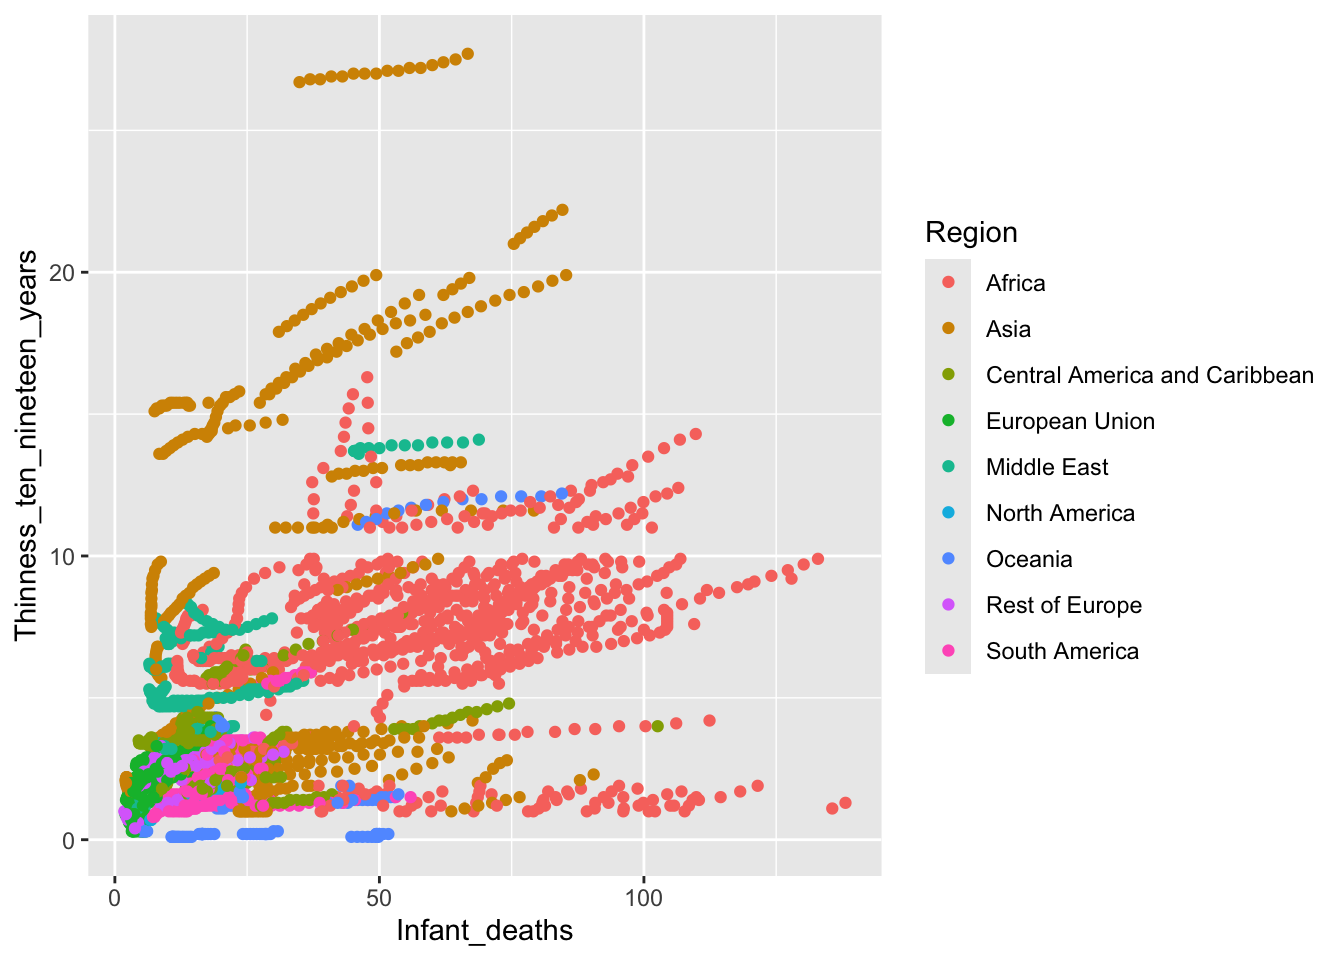 Thinness_ten_nineteen_years
20
10
0
0
50
100
Infant_deaths
Region
Africa
Asia
Central America and Caribbean
European Union
Middle East
North America
Oceania
Rest of Europe
South America